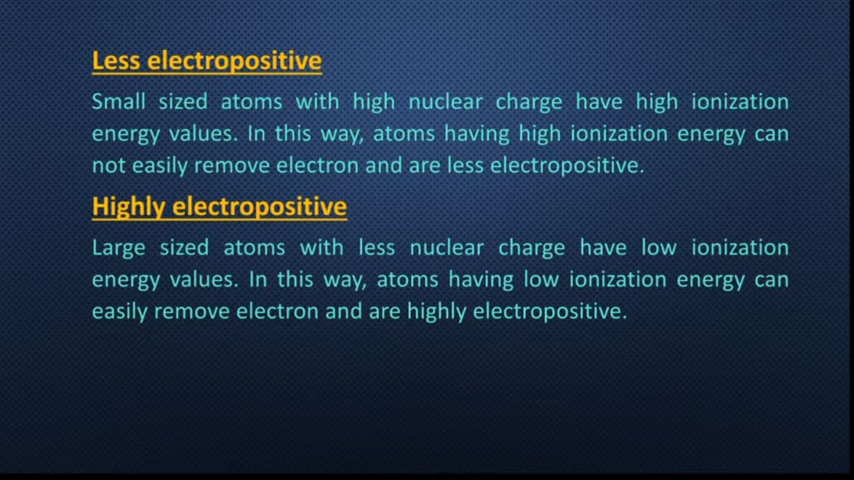 Less electropositive
Small sized atoms with high nuclear charge have high ionization
energy values. In this way, atoms having high ionization energy can
not easily remove electron and are less electropositive.
Highly electropositive
Large sized atoms with less nuclear charge have low ionization
energy values. In this way, atoms having low ionization energy can
easily remove electron and are highly electropositive.